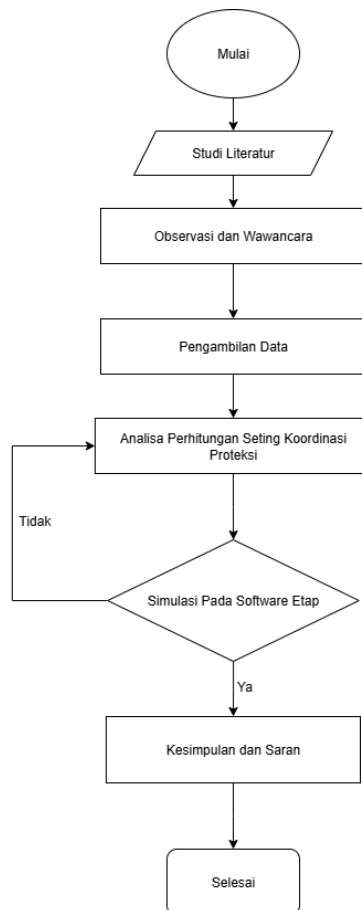 Mulai
Studi Literatur
Observasi dan Wawancara
Pengambilan Data
Analisa Perhitungan Seting Koordinasi
Proteksi
Tidak
Simulasi Pada Software Etap
Ya
Kesimpulan dan Saran
Selesai